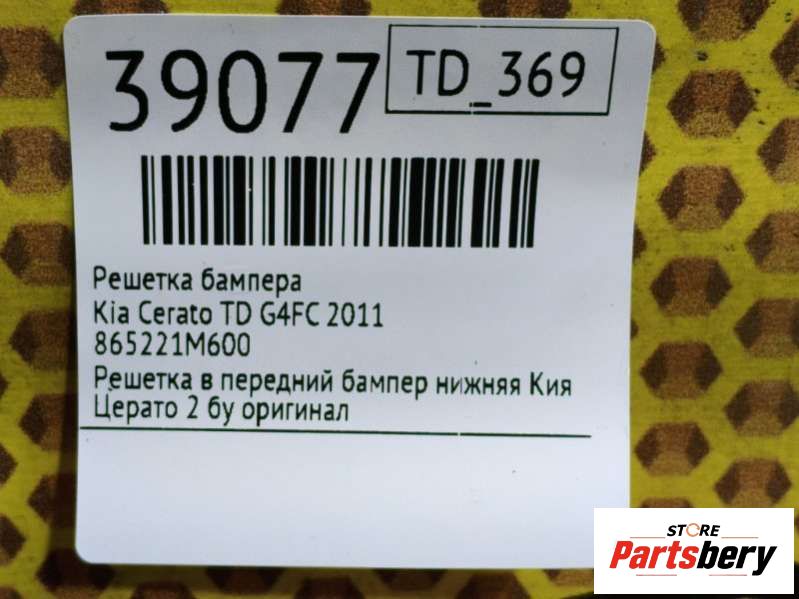 39077
TD_369
Решетка бампера
Kia Cerato TD G4FC 2011
865221M600
Решетка в передний бампер нижняя Кия
Церато 2 бу оригинал
STORE
Partsbery